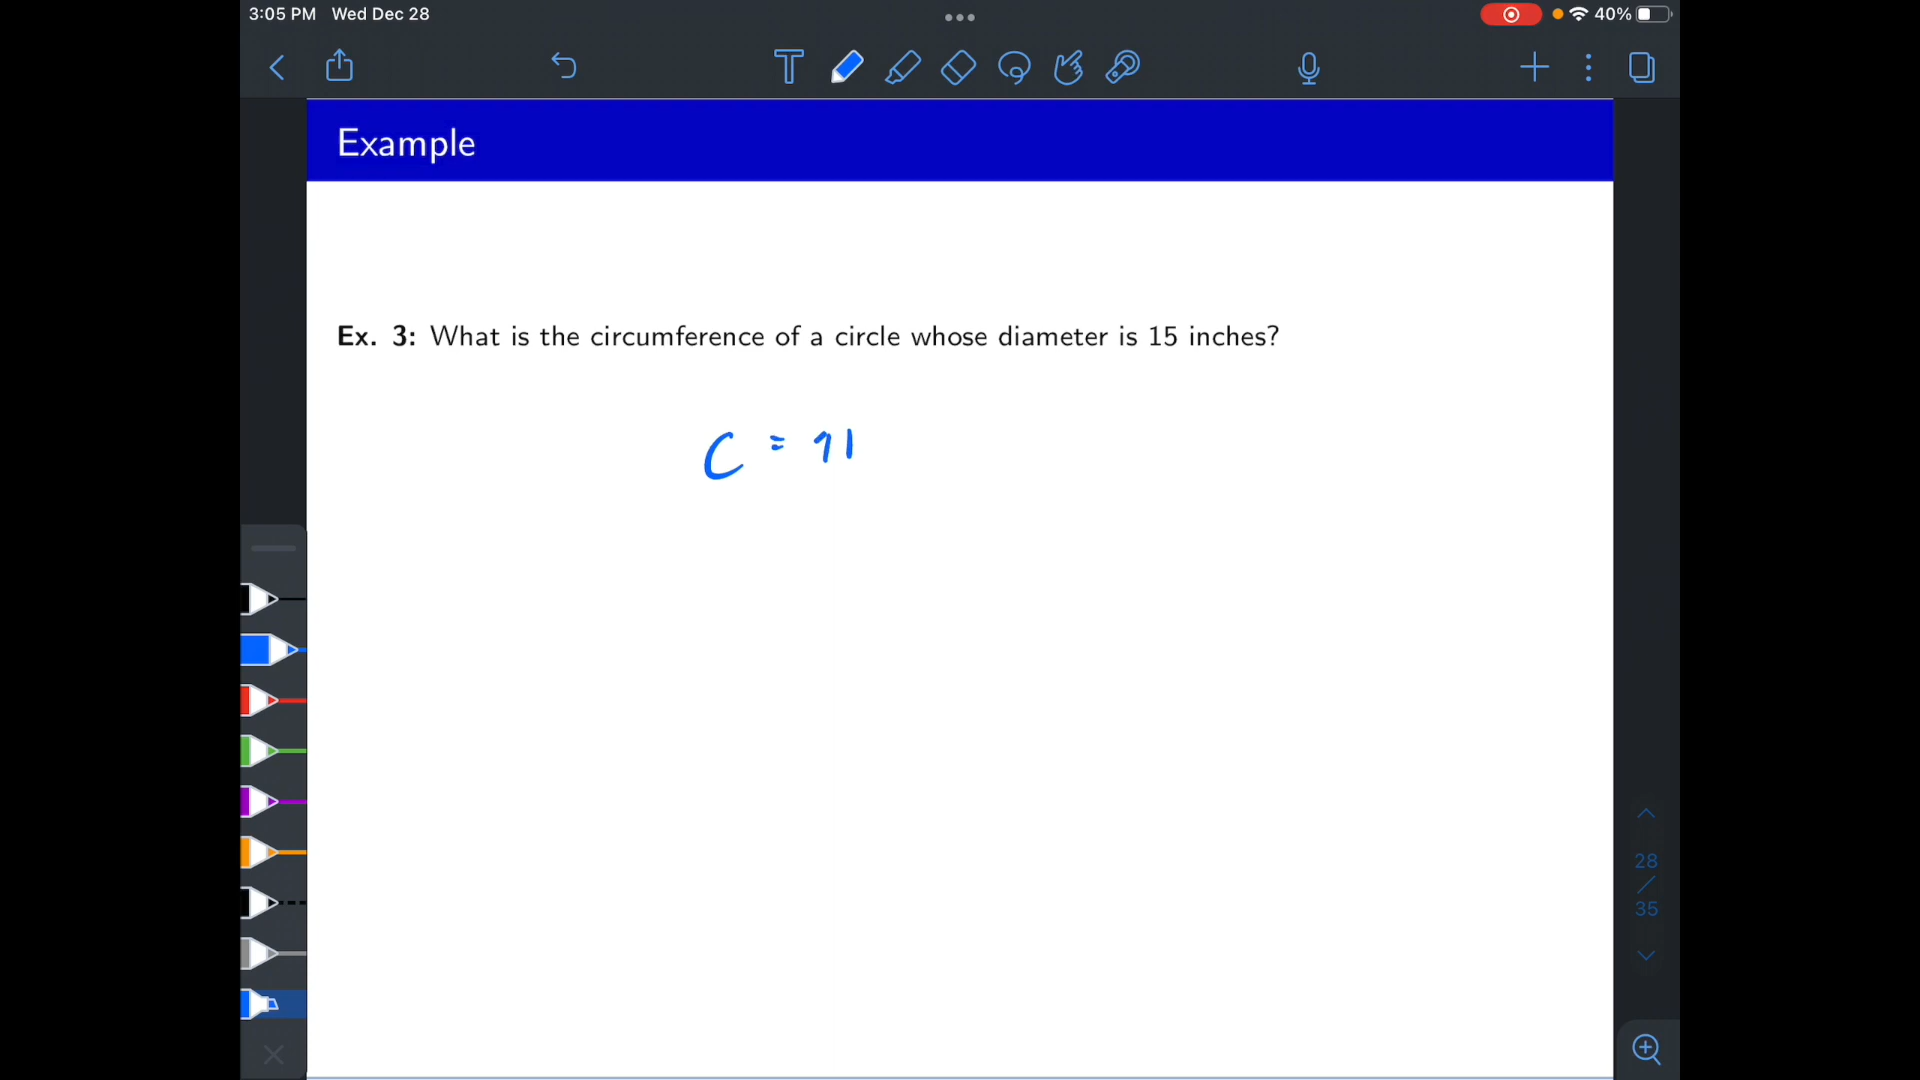 3:05 PM Wed Dec 28
40%
Example
Ex. 3: What is the circumference of a circle whose diameter is 15 inches?
C =
28
35